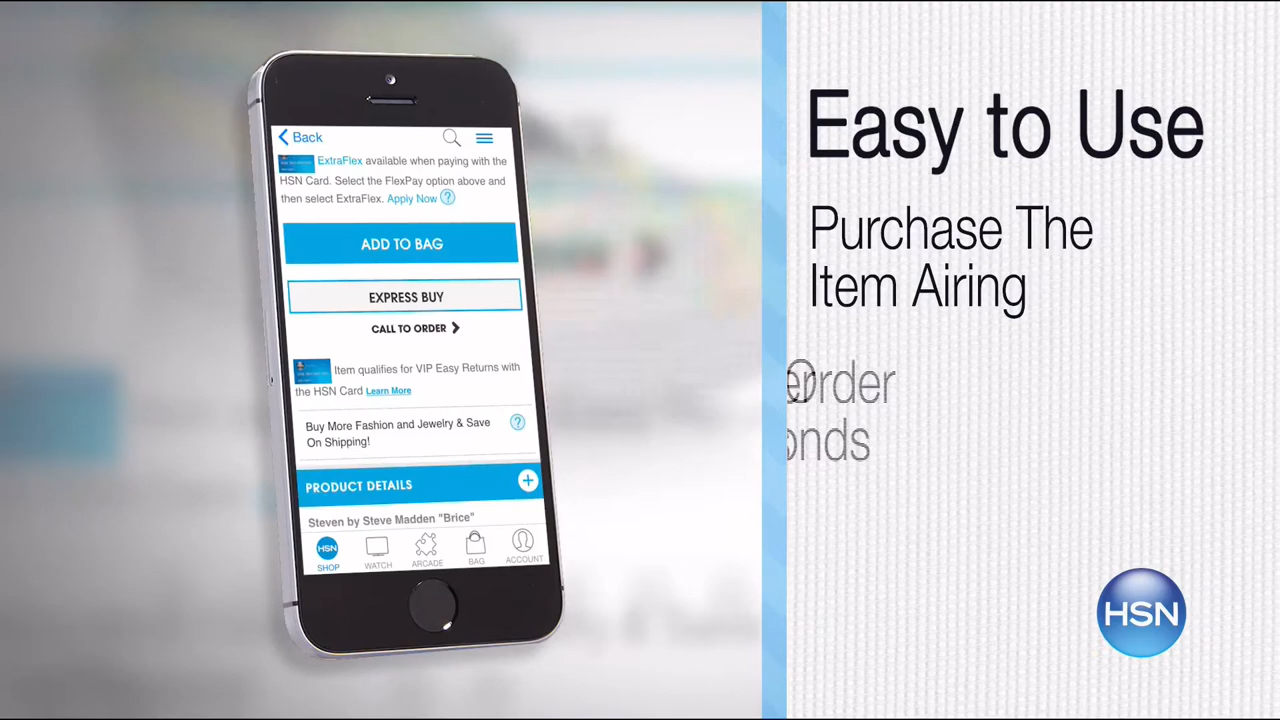 Back
ExtraFlex available when paying with the
HSN Card. Select the FlexPay option above and
then select ExtraFlex. Apply Now ?
ADD TO BAG
EXPRESS BUY
CALL TO ORDER
Item qualifies for VIP Easy Returns with
the HSN Card Learn More
Buy More Fashion and Jewelry & Save ?
On Shipping!
PRODUCT DETAILS +
Steven by Steve Madden "Brice"
HSN
SHOP WATCH ARCADE BAG ACCOUNT
Easy to Use
Purchase The
Item Airing
HSN